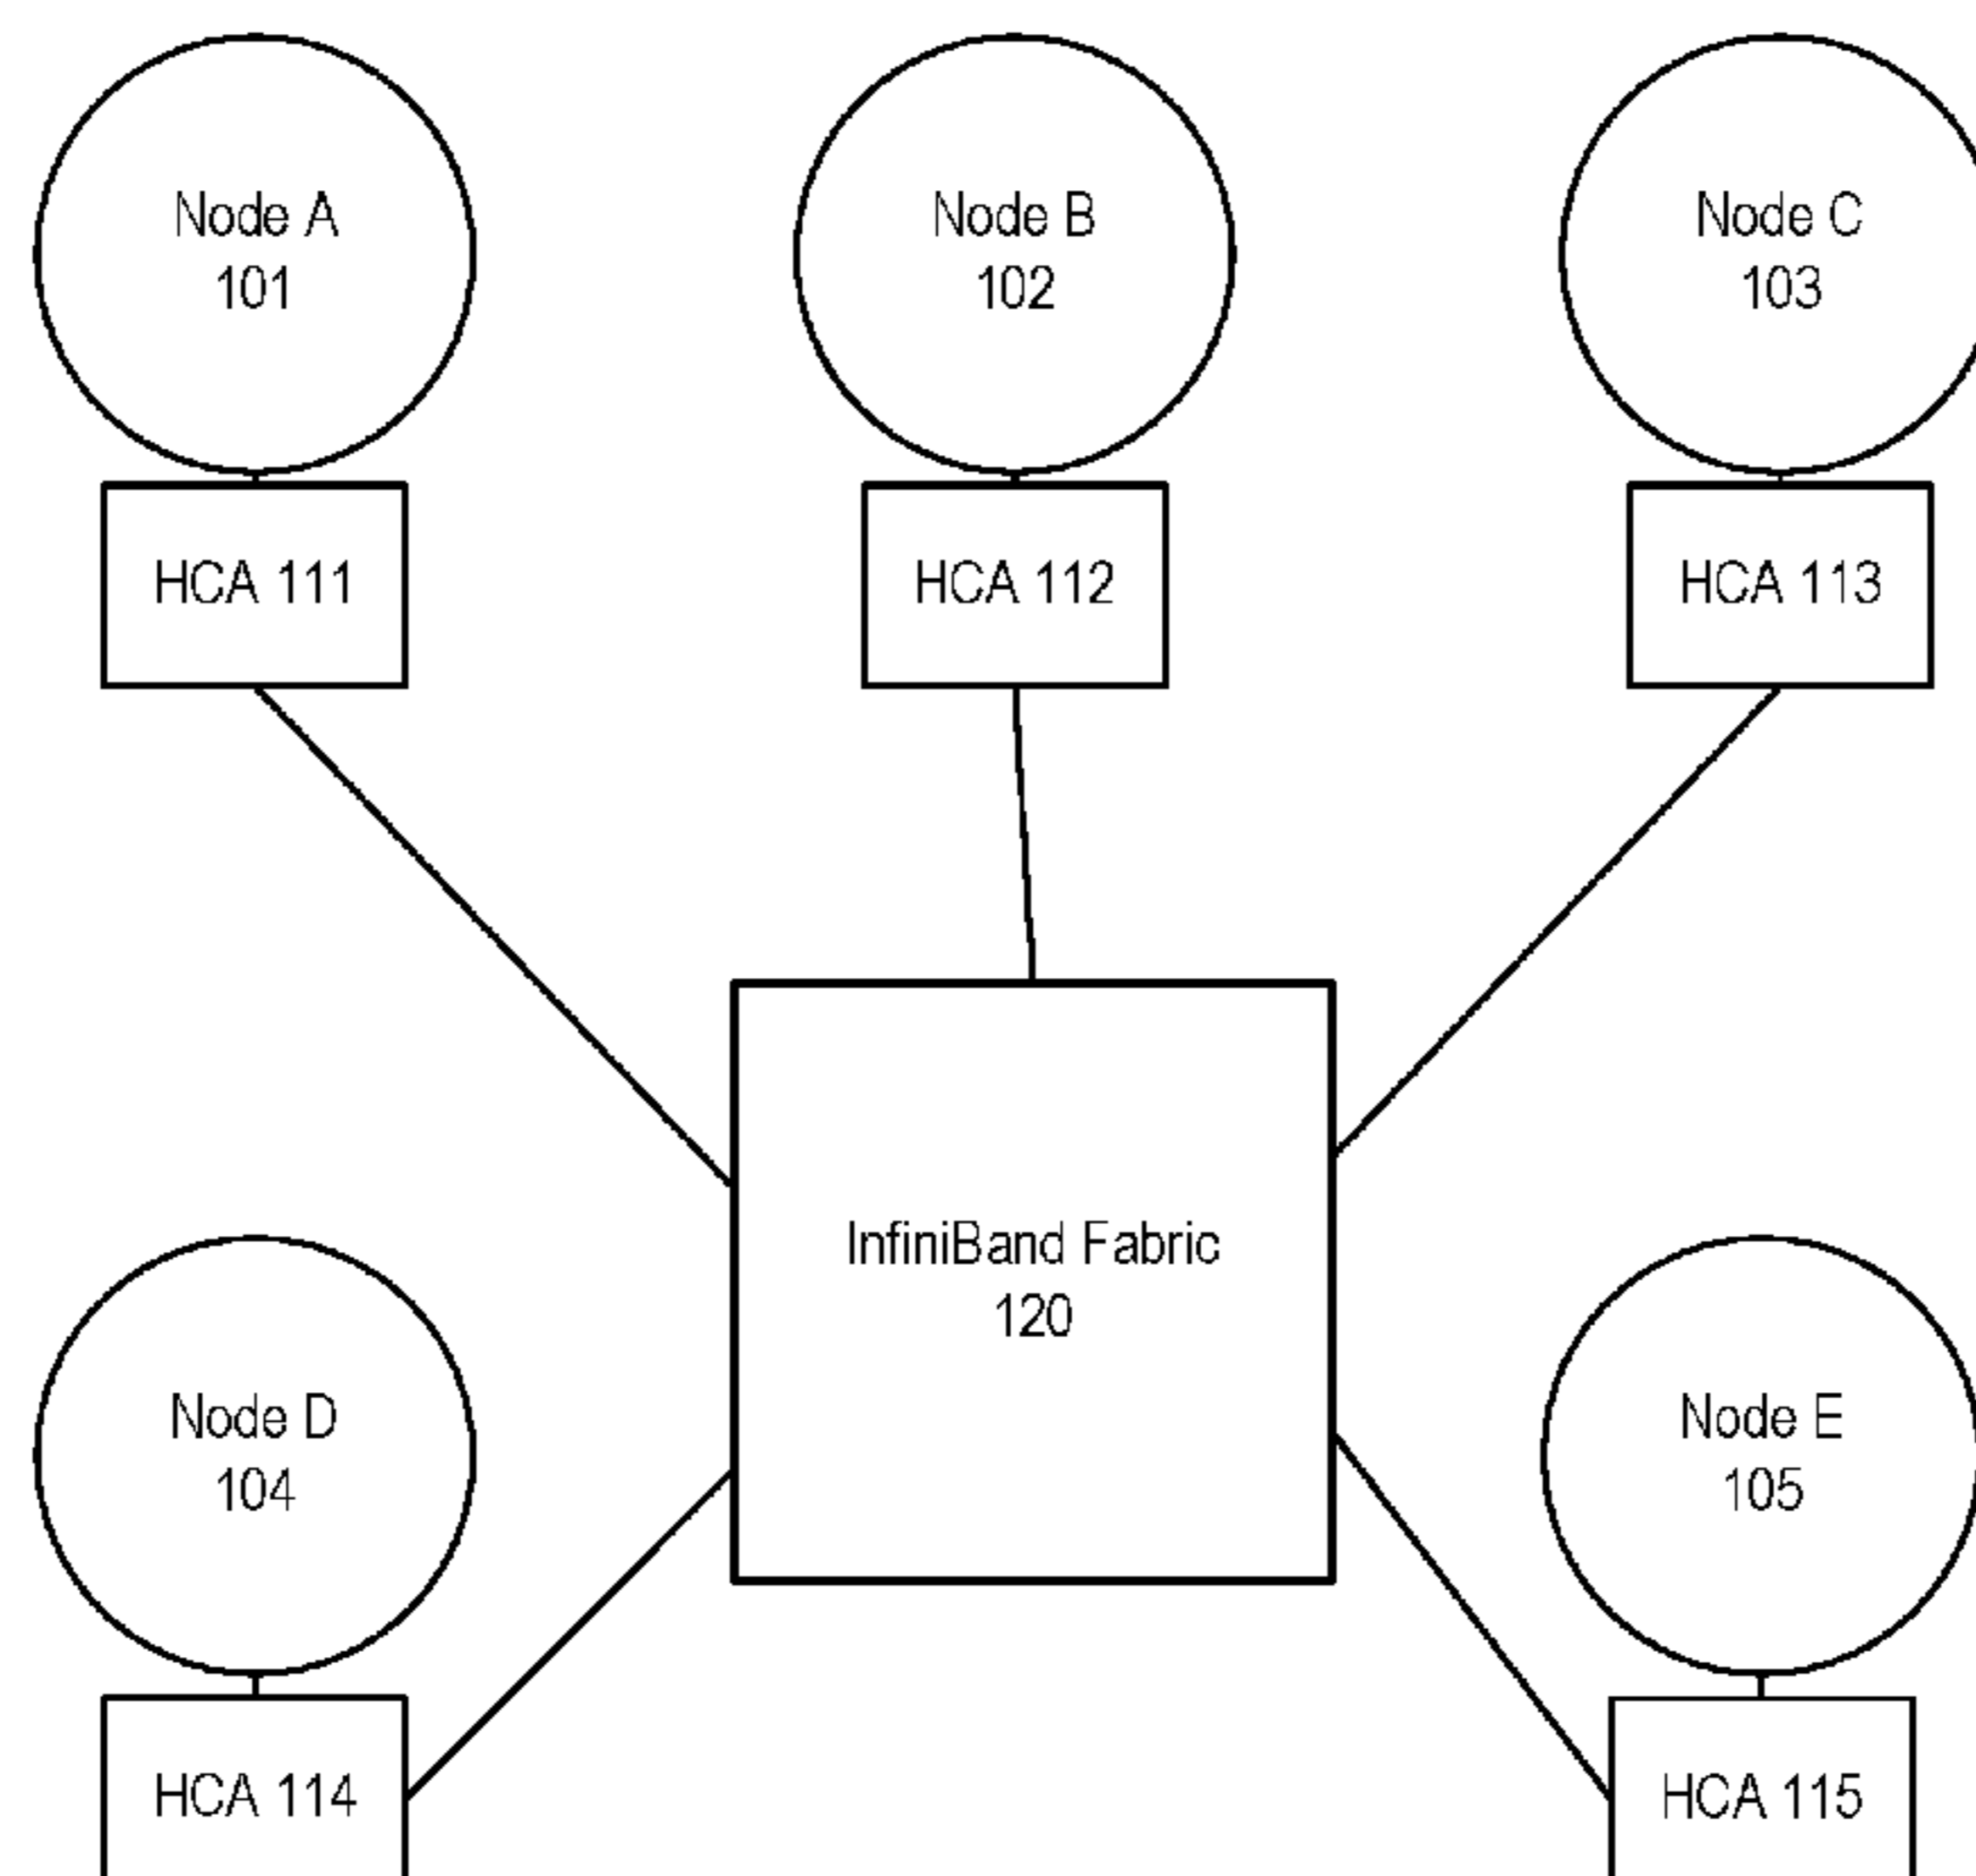 Node A
101
Node B
102
Node C
103
HCA 111
HCA 112
HCA 113
InfiniBand Fabric
120
Node D
104
Node E
105
HCA 114
HCA 115